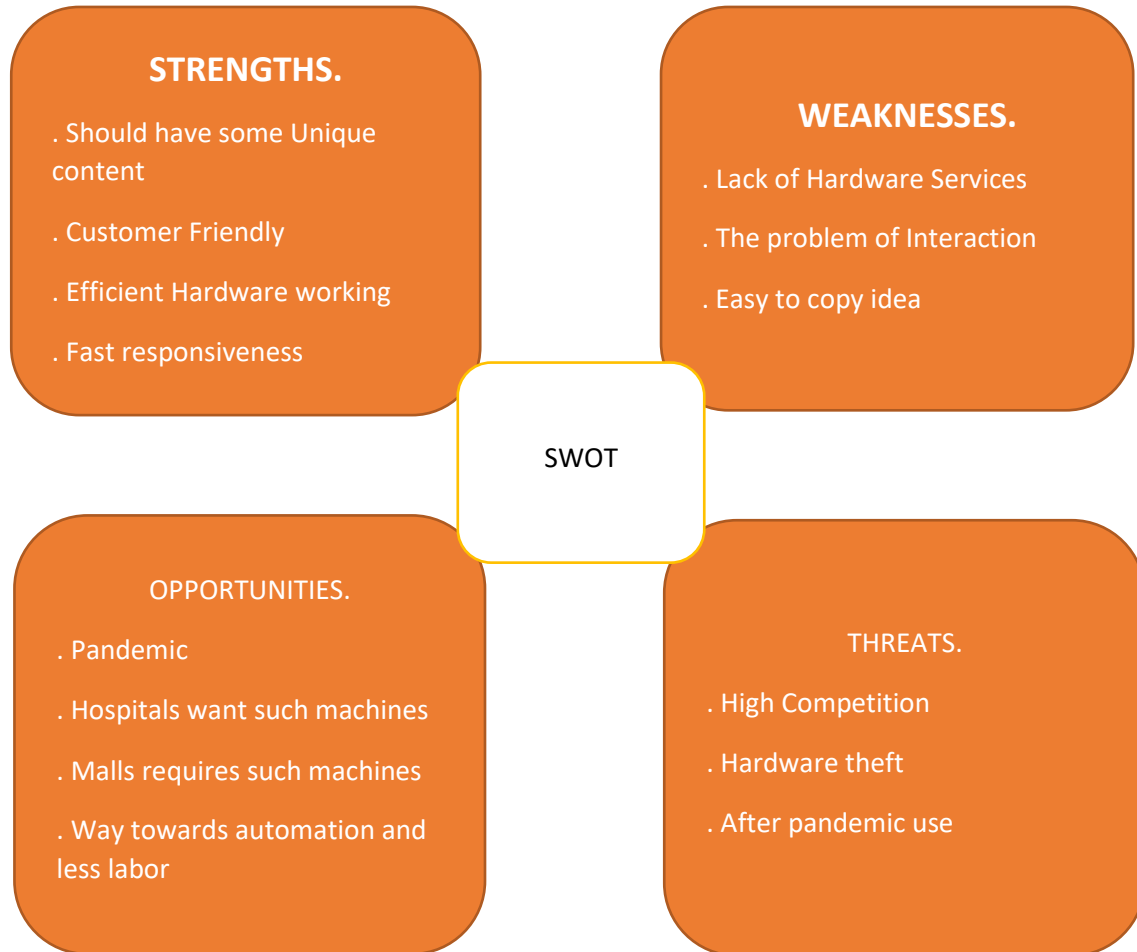 STRENGTHS.
. Should have some Unique
content
. Customer Friendly
. Efficient Hardware working
. Fast responsiveness
WEAKNESSES.
. Lack of Hardware Services
. The problem of Interaction
. Easy to copy idea
SWOT
OPPORTUNITIES.
. Pandemic
. Hospitals want such machines
. Malls requires such machines
. Way towards automation and
less labor
THREATS.
. High Competition
. Hardware theft
. After pandemic use